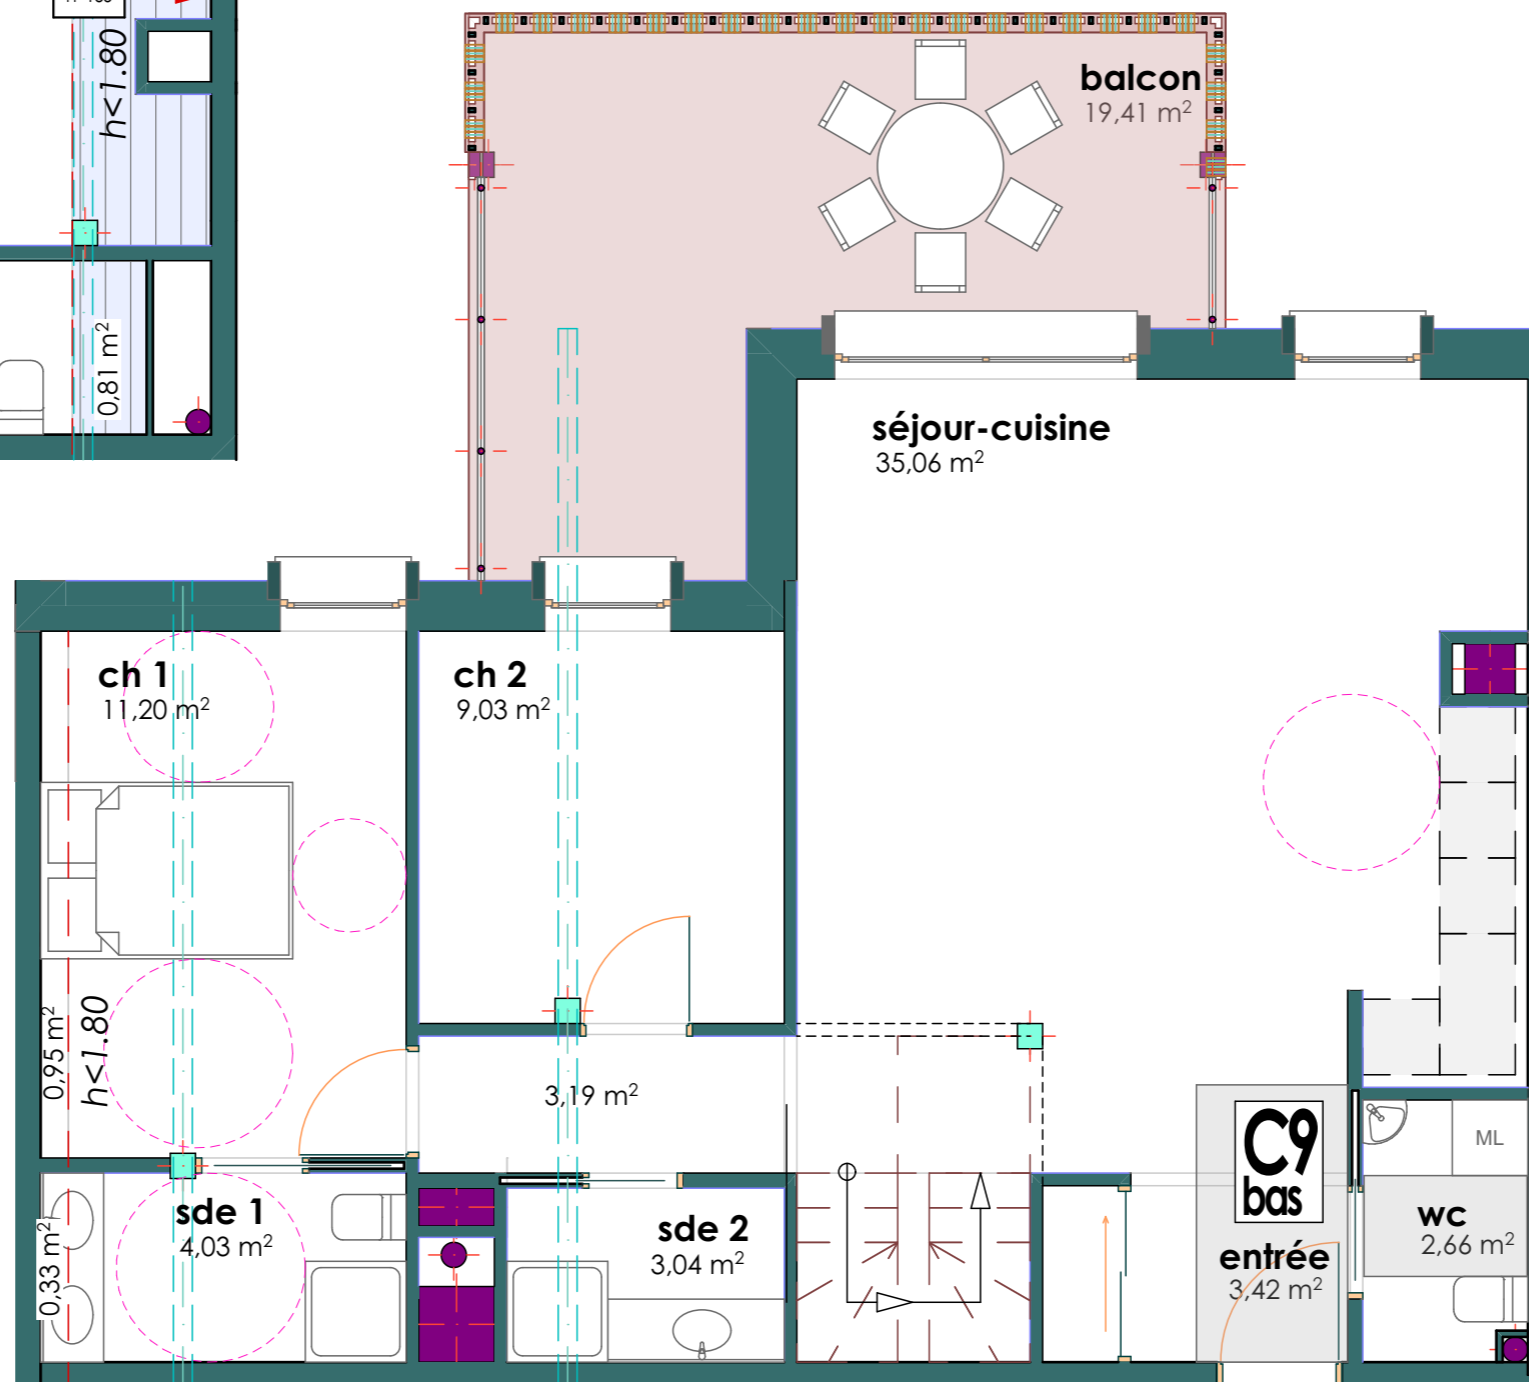 h<1.80
0,81 m²
balcon
19,41 m²
séjour-cuisine
35,06 m²
ch 1
11,20 m²
ch 2
9,03 m²
0,95 m²
h<1.80
3,19 m²
C9
bas
ML
sde 1
4,03 m²
0,33 m²
sde 2
3,04 m²
entrée
3,42 m²
wc
2,66 m²